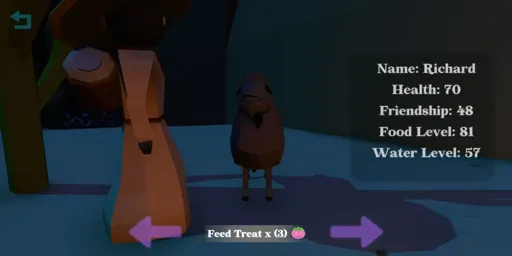 Name: Richard
Health: 70
Friendship: 48
Food Level: 81
Water Level: 57
Feed Treat x (3)